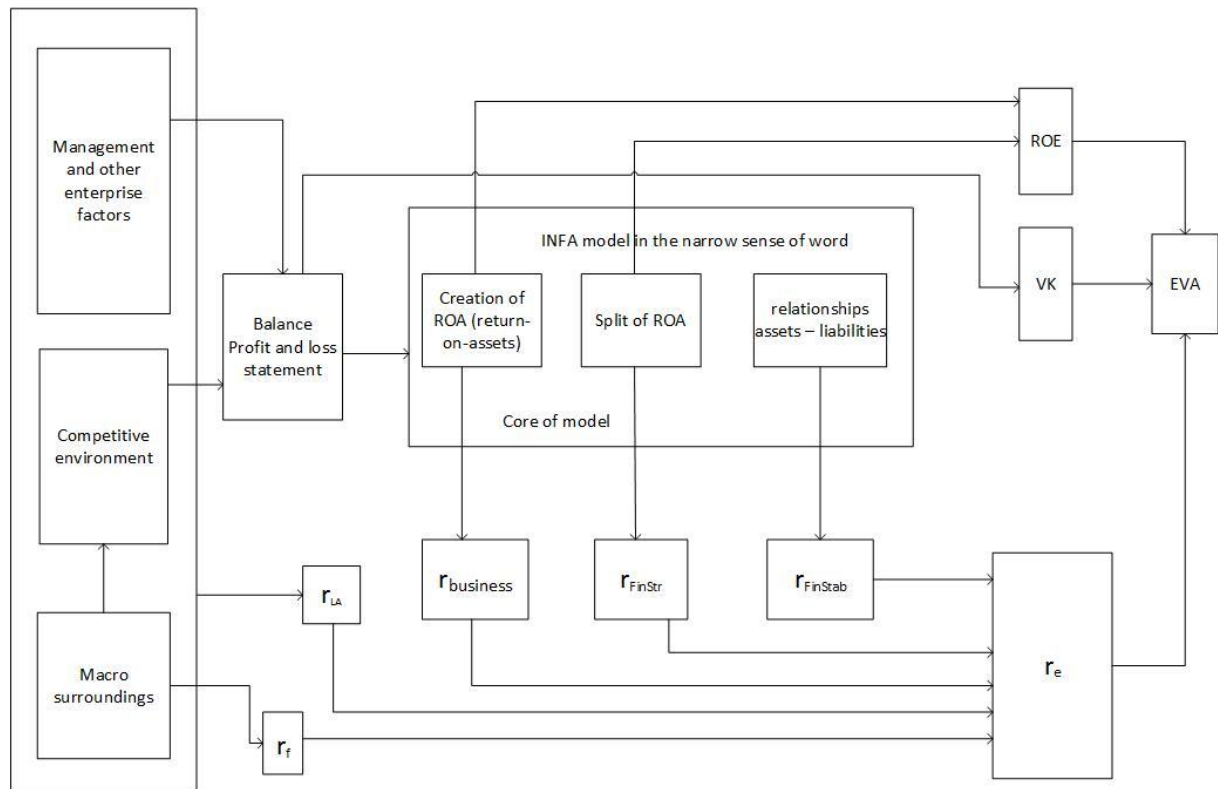 Management
and other
enterprise
factors
ROE
INFA model in the narrow sense of word
Creation of
ROA (return-
on-assets)
Split of ROA
relationships
assets – liabilities
VK
EVA
Balance
Profit and loss
statement
Core of model
Competitive
environment
r business
r FinStr
r FinStab
r LA
r e
Macro
surroundings
r f